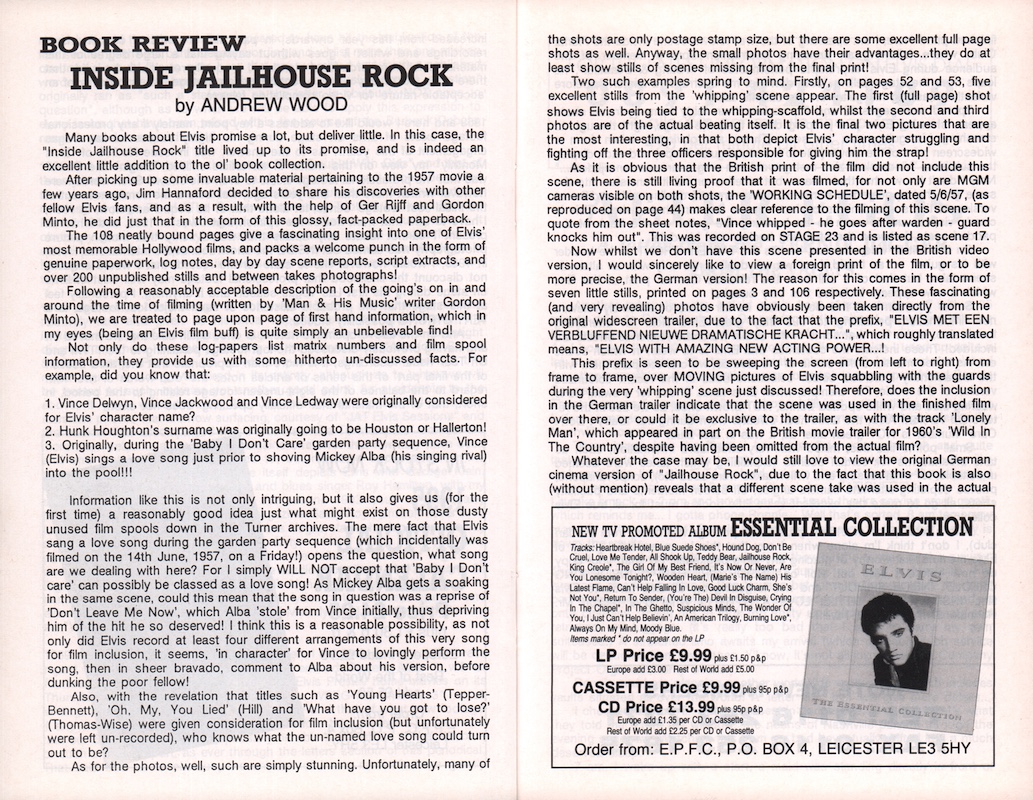 BOOK REVIEW
INSIDE JAILHOUSE ROCK
by ANDREW WOOD
Many books about Elvis promise a lot, but deliver little. In this case, the
"Inside Jailhouse Rock" title lived up to its promise, and is indeed an
excellent little addition to the ol' book collection.
After picking up some invaluable material pertaining to the 1957 movie a
few years ago, Jim Hannaford decided to share his discoveries with other
fellow Elvis fans, and as a result, with the help of Ger Rijff and Gordon
Minto, he did just that in the form of this glossy, fact-packed paperback.
The 108 neatly bound pages give a fascinating insight into one of Elvis'
most memorable Hollywood films, and packs a welcome punch in the form of
genuine paperwork, log notes, day by day scene reports, script extracts, and
over 200 unpublished stills and between takes photographs!
Following a reasonably acceptable description of the going's on in and
around the time of filming (written by 'Man & His Music' writer Gordon
Minto), we are treated to page upon page of first hand information, which in
my eyes (being an Elvis film buff) is quite simply an unbelievable find!
Not only do these log-papers list matrix numbers and film spool
information, they provide us with some hitherto un-discussed facts. For
example, did you know that:
1. Vince Delwyn, Vince Jackwood and Vince Ledway were originally considered
for Elvis' character name?
2. Hunk Houghton's surname was originally going to be Houston or Hallerton!
3. Originally, during the 'Baby I Don't Care' garden party sequence, Vince
(Elvis) sings a love song just prior to shoving Mickey Alba (his singing rival)
into the pool!!!
Information like this is not only intriguing, but it also gives us (for the
first time) a reasonably good idea just what might exist on those dusty
unused film spools down in the Turner archives. The mere fact that Elvis
sang a love song during the garden party sequence (which incidentally was
filmed on the 14th June, 1957, on a Friday!) opens the question, what song
are we dealing with here? For I simply WILL NOT accept that 'Baby I Don't
care' can possibly be classed as a love song! As Mickey Alba gets a soaking
in the same scene, could this mean that the song in question was a reprise of
'Don't Leave Me Now', which Alba 'stole' from Vince initially, thus depriving
him of the hit he so deserved! I think this is a reasonable possibility, as not
only did Elvis record at least four different arrangements of this very song
for film inclusion, it seems, 'in character' for Vince to lovingly perform the
song, then in sheer bravado, comment to Alba about his version, before
dunking the poor fellow!
Also, with the revelation that titles such as 'Young Hearts' (Tepper-
Bennett), 'Oh, My, You Lied' (Hill) and 'What have you got to lose?'
(Thomas-Wise) were given consideration for film inclusion (but unfortunately
were left un-recorded), who knows what the un-named love song could turn
out to be?
As for the photos, well, such are simply stunning. Unfortunately, many of
the shots are only postage stamp size, but there are some excellent full page
shots as well. Anyway, the small photos have their advantages...they do at
least show stills of scenes missing from the final print!
Two such examples spring to mind. Firstly, on pages 52 and 53, five
excellent stills from the 'whipping' scene appear. The first (full page) shot
shows Elvis being tied to the whipping-scaffold, whilst the second and third
photos are of the actual beating itself. It is the final two pictures that are
the most interesting, in that both depict Elvis' character struggling and
fighting off the three officers responsible for giving him the strap!
As it is obvious that the British print of the film did not include this
scene, there is still living proof that it was filmed, for not only are MGM
cameras visible on both shots, the 'WORKING SCHEDULE', dated 5/6/57, (as
reproduced on page 44) makes clear reference to the filming of this scene. To
quote from the sheet notes, "Vince whipped - he goes after warden - guard
knocks him out". This was recorded on STAGE 23 and is listed as scene 17.
Now whilst we don't have this scene presented in the British video
version, I would sincerely like to view a foreign print of the film, or to be
more precise, the German version! The reason for this comes in the form of
seven little stills, printed on pages 3 and 106 respectively. These fascinating
(and very revealing) photos have obviously been taken directly from the
original widescreen trailer, due to the fact that the prefix, "ELVIS MET EEN
VERBLUFFEND NIEUWE DRAMATISCHE KRACHT...", which roughly translated
means, "ELVIS WITH AMAZING NEW ACTING POWER...!
This prefix is seen to be sweeping the screen (from left to right) from
frame to frame, over MOVING pictures of Elvis squabbling with the guards
during the very 'whipping' scene just discussed! Therefore, does the inclusion
in the German trailer indicate that the scene was used in the finished film
over there, or could it be exclusive to the trailer, as with the track 'Lonely
Man', which appeared in part on the British movie trailer for 1960's 'Wild In
The Country', despite having been omitted from the actual film?
Whatever the case may be, I would still love to view the original German
cinema version of "Jailhouse Rock", due to the fact that this book is also
(without mention) reveals that a different scene take was used in the actual
NEW TV PROMOTED ALBUM ESSENTIAL COLLECTION
Tracks: Heartbreak Hotel, Blue Suede Shoes*, Hound Dog, Don't Be
Cruel, Love Me Tender, All Shook Up, Teddy Bear, Jailhouse Rock,
King Creole*, The Girl Of My Best Friend, It's Now Or Never, Are
You Lonesome Tonight?, Wooden Heart, (Marie's The Name) His
Latest Flame, Can't Help Falling In Love, Good Luck Charm, She's
Not You*, Return To Sender, (You're The) Devil In Disguise, Crying
In The Chapel*, In The Ghetto, Suspicious Minds, The Wonder Of
You, I Just Can't Help Believin', An American Trilogy, Burning Love*,
Always On My Mind, Moody Blue.
Items marked * do not appear on the LP
LP Price £9.99 plus £1.50 p&p
Europe add £3.00 Rest of World add £5.00
CASSETTE Price £9.99 plus 95p p&p
CD Price £13.99 plus 95p p&p
Europe add £1.35 per CD or Cassette
Rest of World add £2.25 per CD or Cassette
Order from: E.P.F.C., P.O. BOX 4, LEICESTER LE3 5HY
ELVIS
THE ESSENTIAL COLLECTION